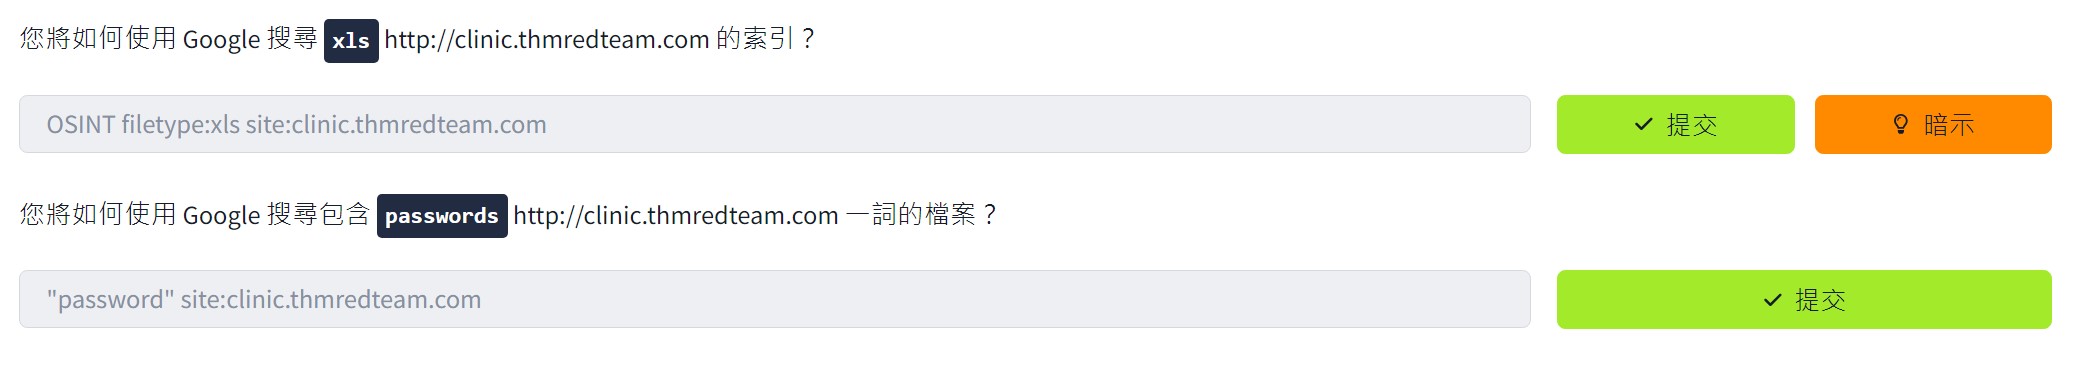 您將如何使用 Google 搜尋 xls http://clinic.thmredteam.com 的索引？
OSINT filetype:xls site:clinic.thmredteam.com
提交
暗示
您將如何使用 Google 搜尋包含 passwords http://clinic.thmredteam.com 一詞的檔案？
"password" site:clinic.thmredteam.com
提交